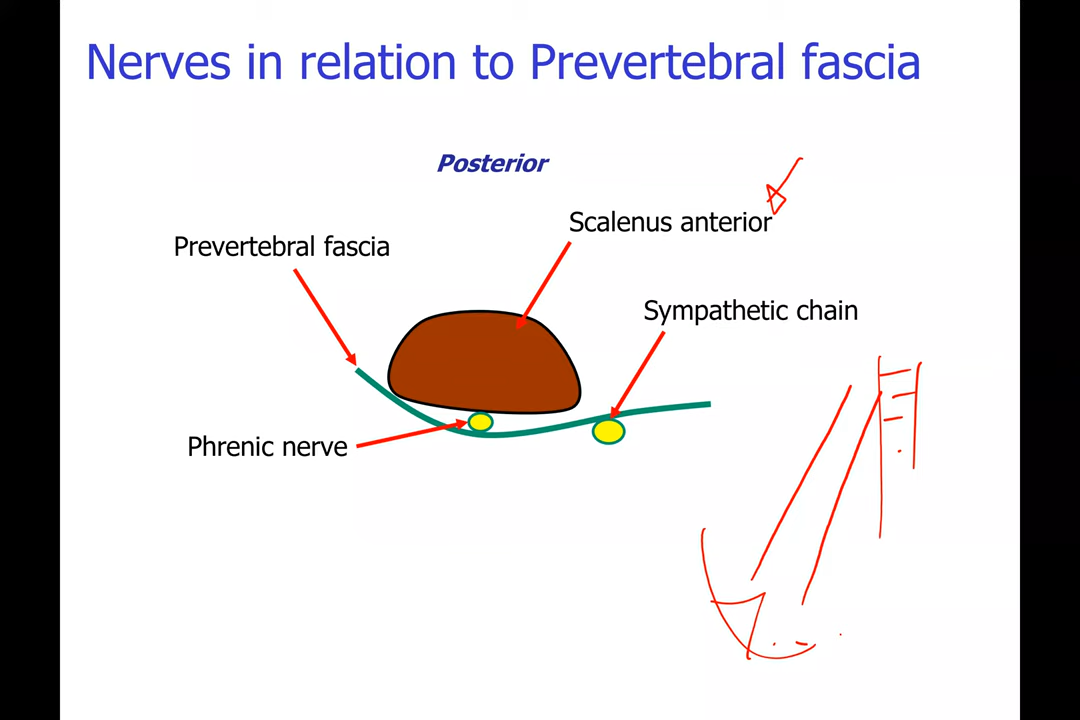 Nerves in relation to Prevertebral fascia
Posterior
Scalenus anterior
Prevertebral fascia
Sympathetic chain
Phrenic nerve